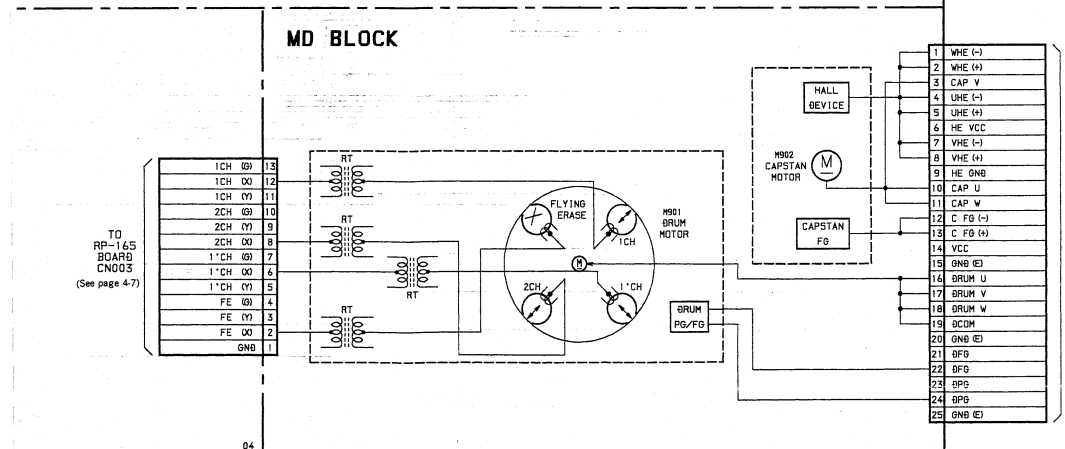 MD BLOCK
TO
RP-165
BOARD
CN003
(See page 4-7)
1CH (G) 13
1CH (X) 12
1CH (Y) 11
2CH (G) 10
2CH (Y) 9
2CH (X) 8
1'CH (G) 7
1'CH (X) 6
1'CH (Y) 5
FE (G) 4
FE (Y) 3
FE (X) 2
GND 1
RT
RT
RT
RT
FLYING
ERASE
1CH
M
2CH
1'CH
M901
DRUM
MOTOR
DRUM
PG/FG
HALL
DEVICE
M902
CAPSTAN
MOTOR
M
CAPSTAN
FG
1 WHE (-)
2 WHE (+)
3 CAP V
4 UHE (-)
5 UHE (+)
6 HE VCC
7 VHE (-)
8 VHE (+)
9 HE GND
10 CAP U
11 CAP W
12 C FG (-)
13 C FG (+)
14 VCC
15 GND (E)
16 DRUM U
17 DRUM V
18 DRUM W
19 DCOM
20 GND (E)
21 DFG
22 DFG
23 DPG
24 DPG
25 GND (E)
04